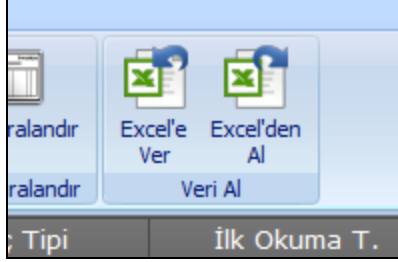 ralandır
Excel'e Ver
Excel'den Al
ralandır
Veri Al
Tipi
İlk Okuma T.